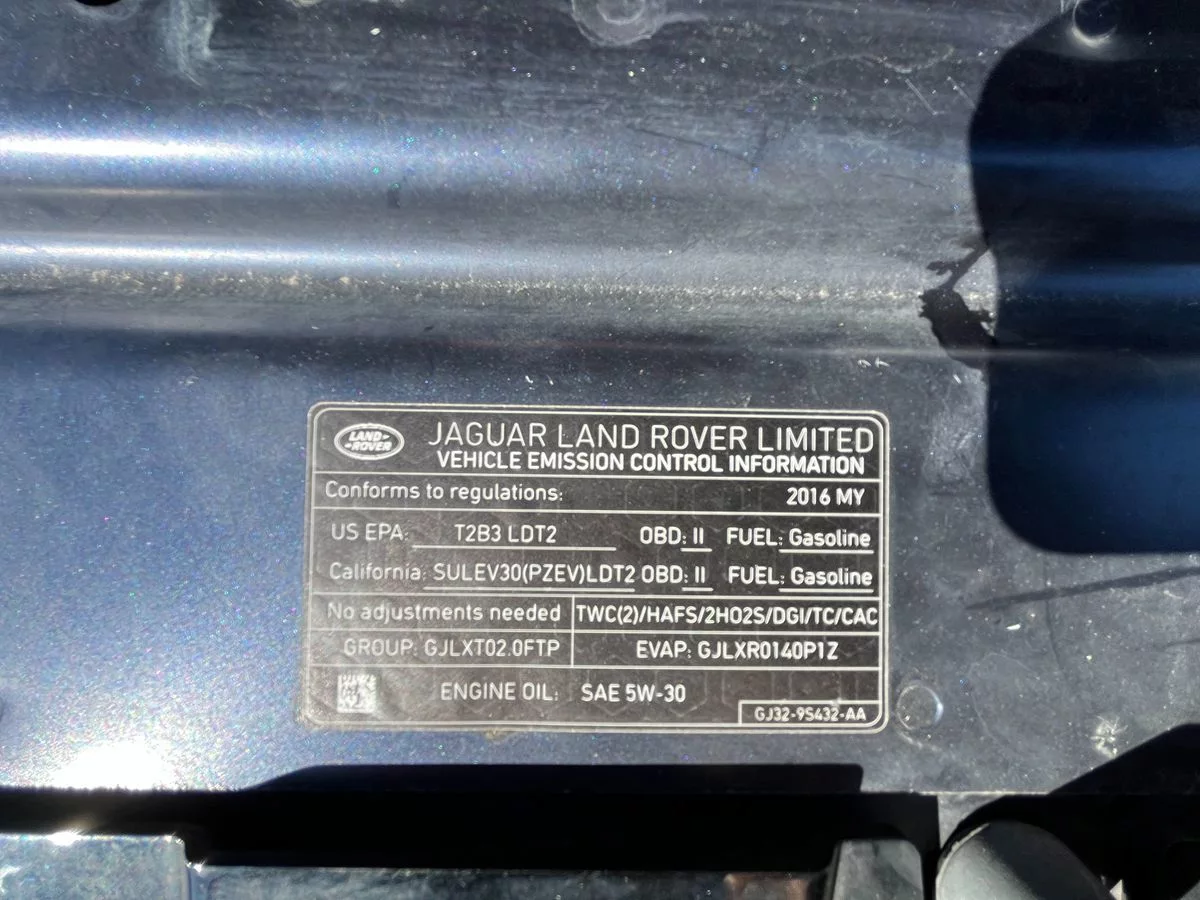 LAND-
-ROVER
JAGUAR LAND ROVER LIMITED
VEHICLE EMISSION CONTROL INFORMATION
Conforms to regulations: 2016 MY
US EPA: T2B3 LDT2 OBD: II FUEL: Gasoline
California: SULEV30(PZEV)LDT2 OBD: II FUEL: Gasoline
No adjustments needed TWC(2)/HAFS/2HO2S/DGI/TC/CAC
GROUP: GJLXT02.0FTP EVAP: GJLXR0140P1Z
ENGINE OIL: SAE 5W-30
GJ32-9S432-AA